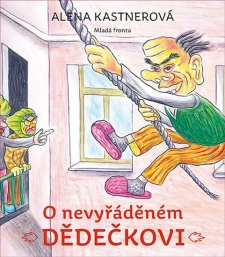 ALENA KASTNEROVÁ
Mladá fronta
O nevyřáděném
DĚDEČKOVI